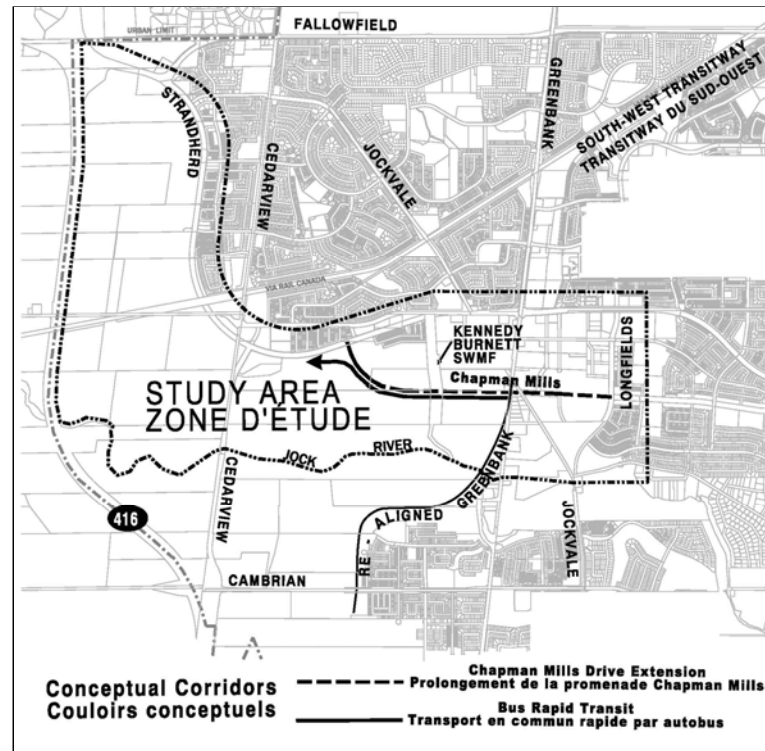 FALLOWFIELD
URBAN LIMIT
STRANDHERD
CEDARVIEW
JOCKVALE
GREENBANK
SOUTH-WEST TRANSITWAY
TRANSITWAY DU SUD-OUEST
VIA RAIL CANADA
KENNEDY
BURNETT
SWMF
LONGFIELDS
Chapman Mills
STUDY AREA
ZONE D'ÉTUDE
JOCK RIVER
CEDARVIEW
RE - ALIGNED GREENBANK
JOCKVALE
416
CAMBRIAN
Conceptual Corridors
Couloirs conceptuels
Chapman Mills Drive Extension
Prolongement de la promenade Chapman Mills
Bus Rapid Transit
Transport en commun rapide par autobus